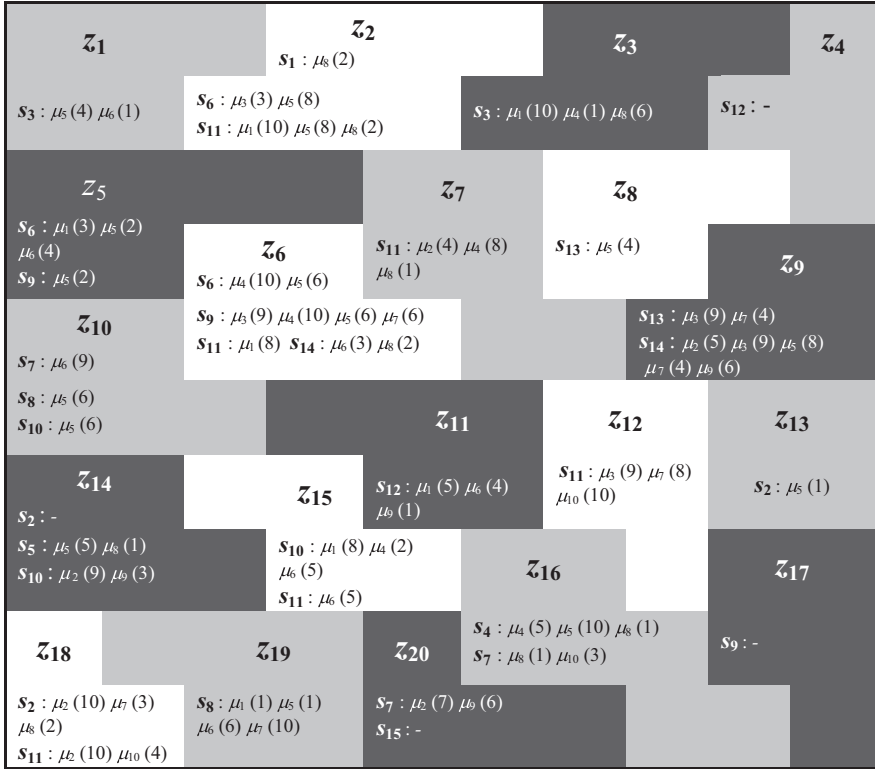 z1
z2
z3
z4
s1 : μ8 (2)
s3 : μ5 (4) μ6 (1)
s6 : μ3 (3) μ5 (8)
s11 : μ1 (10) μ5 (8) μ8 (2)
s3 : μ1 (10) μ4 (1) μ8 (6)
s12 : -
z5
s6 : μ1 (3) μ5 (2)
μ6 (4)
s9 : μ5 (2)
z6
s6 : μ4 (10) μ5 (6)
s9 : μ3 (9) μ4 (10) μ5 (6) μ7 (6)
s11 : μ1 (8) s14 : μ6 (3) μ8 (2)
z7
s11 : μ2 (4) μ4 (8)
μ8 (1)
z8
s13 : μ5 (4)
z9
s13 : μ3 (9) μ7 (4)
s14 : μ2 (5) μ3 (9) μ5 (8)
μ7 (4) μ9 (6)
z10
s7 : μ6 (9)
s8 : μ5 (6)
s10 : μ5 (6)
z11
s12 : μ1 (5) μ6 (4)
μ9 (1)
z12
s11 : μ3 (9) μ7 (8)
μ10 (10)
z13
s2 : μ5 (1)
z14
s2 : -
s5 : μ5 (5) μ8 (1)
s10 : μ2 (9) μ9 (3)
z15
s10 : μ1 (8) μ4 (2)
μ6 (5)
s11 : μ6 (5)
z16
s4 : μ4 (5) μ5 (10) μ8 (1)
s7 : μ8 (1) μ10 (3)
z17
s9 : -
z18
s2 : μ2 (10) μ7 (3)
μ8 (2)
s11 : μ2 (10) μ10 (4)
z19
s8 : μ1 (1) μ5 (1)
μ6 (6) μ7 (10)
z20
s7 : μ2 (7) μ9 (6)
s15 : -